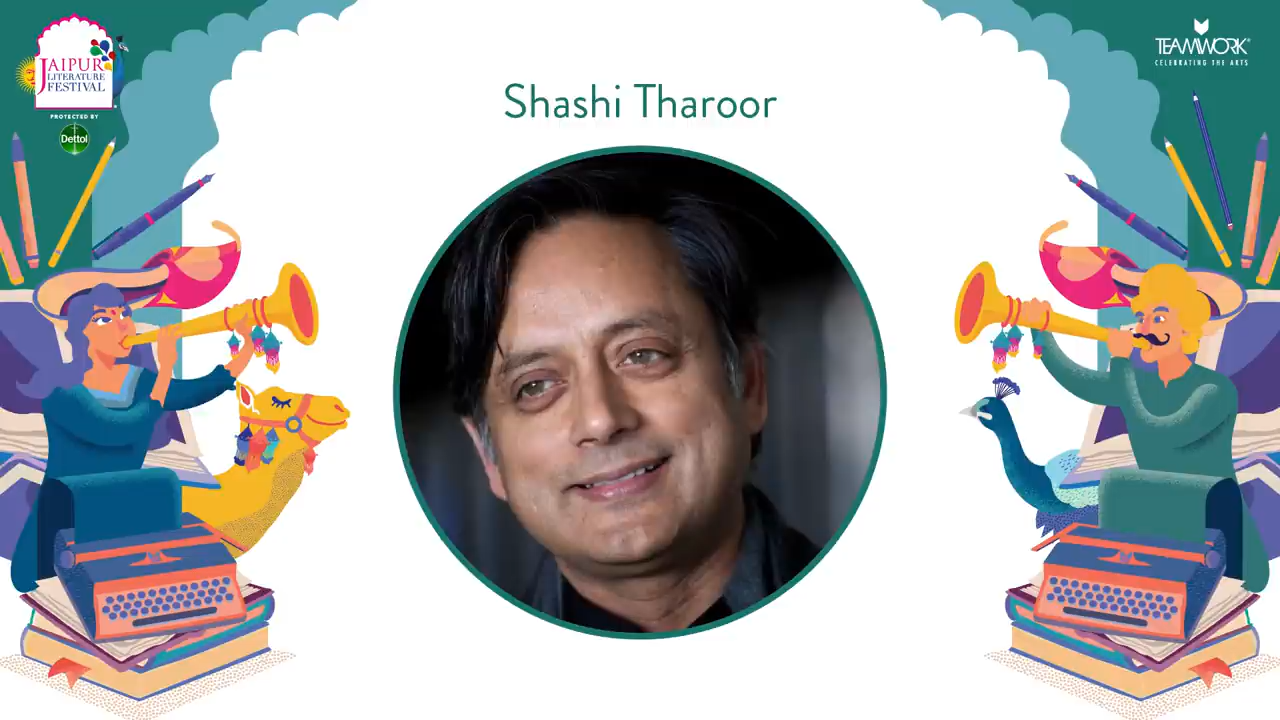 JAIPUR
LITERATURE
FESTIVAL
PROTECTED BY
Dettol
TEAMWORK®
CELEBRATING THE ARTS
Shashi Tharoor